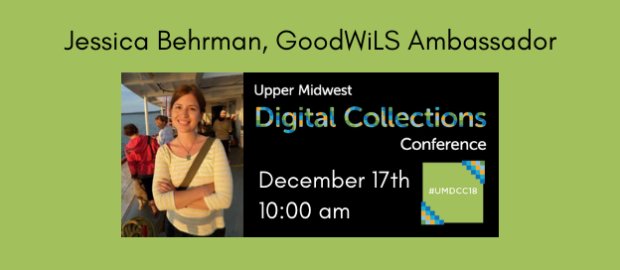 Jessica Behrman, GoodWiLS Ambassador
Upper Midwest
Digital Collections
Conference
December 17th
10:00 am
#UMDCC18